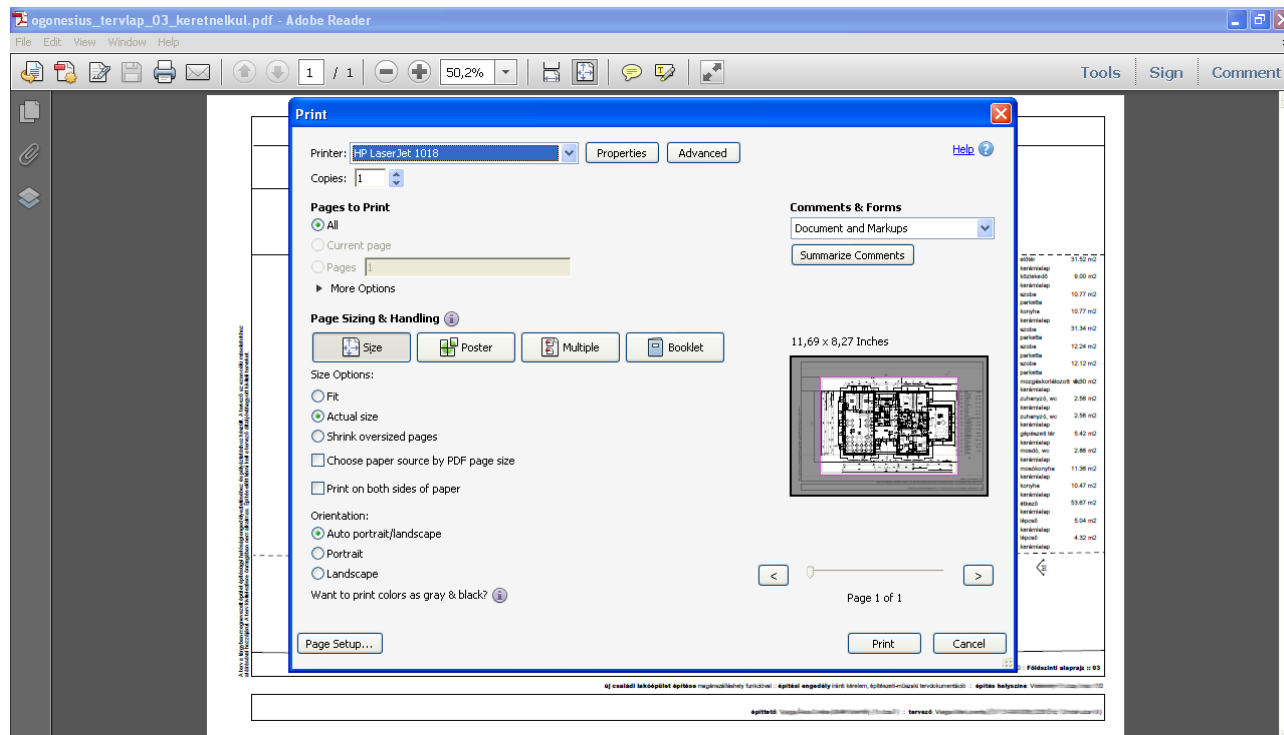 ogonesius_tervlap_03_keretnelkul.pdf - Adobe Reader
File Edit View Window Help
1 / 1 50,2% Tools Sign Comment
Print
Printer: HP LaserJet 1018 Properties Advanced Help
Copies: 1
Pages to Print
All
Current page
Pages 1
More Options
Comments & Forms
Document and Markups
Summarize Comments
Page Sizing & Handling
Size Poster Multiple Booklet
Size Options:
Fit
Actual size
Shrink oversized pages
Choose paper source by PDF page size
Print on both sides of paper
Orientation:
Auto portrait/landscape
Portrait
Landscape
Want to print colors as gray & black?
11,69 x 8,27 Inches
< >
Page 1 of 1
Page Setup...
Print Cancel
előtér 31.52 m2
kerámialap
közlekedő 9.00 m2
kerámialap
szoba 10.77 m2
parketta
konyha 10.77 m2
kerámialap
szoba 31.34 m2
parketta
szoba 12.24 m2
parketta
szoba 12.12 m2
parketta
mozgáskorlátozott
kerámialap
zuhanyzó, wc 2.56 m2
kerámialap
zuhanyzó, wc 2.56 m2
kerámialap
gépészeti tér 5.42 m2
kerámialap
mosdó, wc 2.86 m2
kerámialap
mosókonyha 11.36 m2
kerámialap
konyha 10.47 m2
kerámialap
étkező 53.67 m2
kerámialap
lépcső 5.04 m2
kerámialap
lépcső 4.32 m2
kerámialap
: Földszinti alaprajz :: 03
új családi lakóépület építése magánszálláshely funkcióval :: építési engedély iránti kérelem, építészeti-műszaki tervdokumentáció :: építés helyszíne
építtető :: tervező